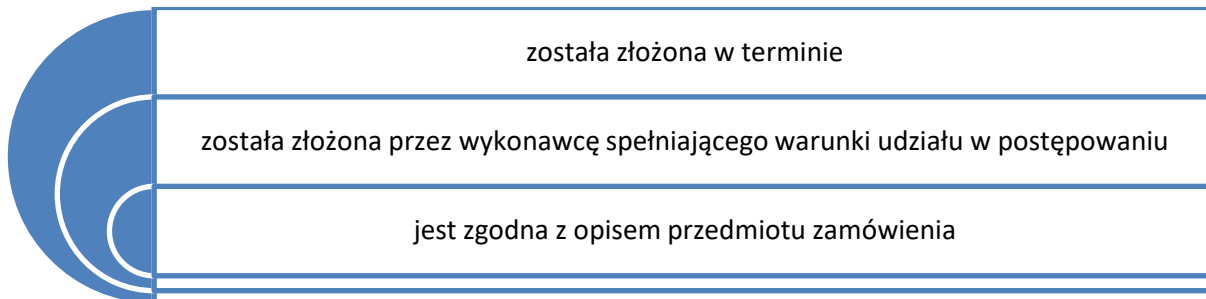 została złożona w terminie
została złożona przez wykonawcę spełniającego warunki udziału w postępowaniu
jest zgodna z opisem przedmiotu zamówienia